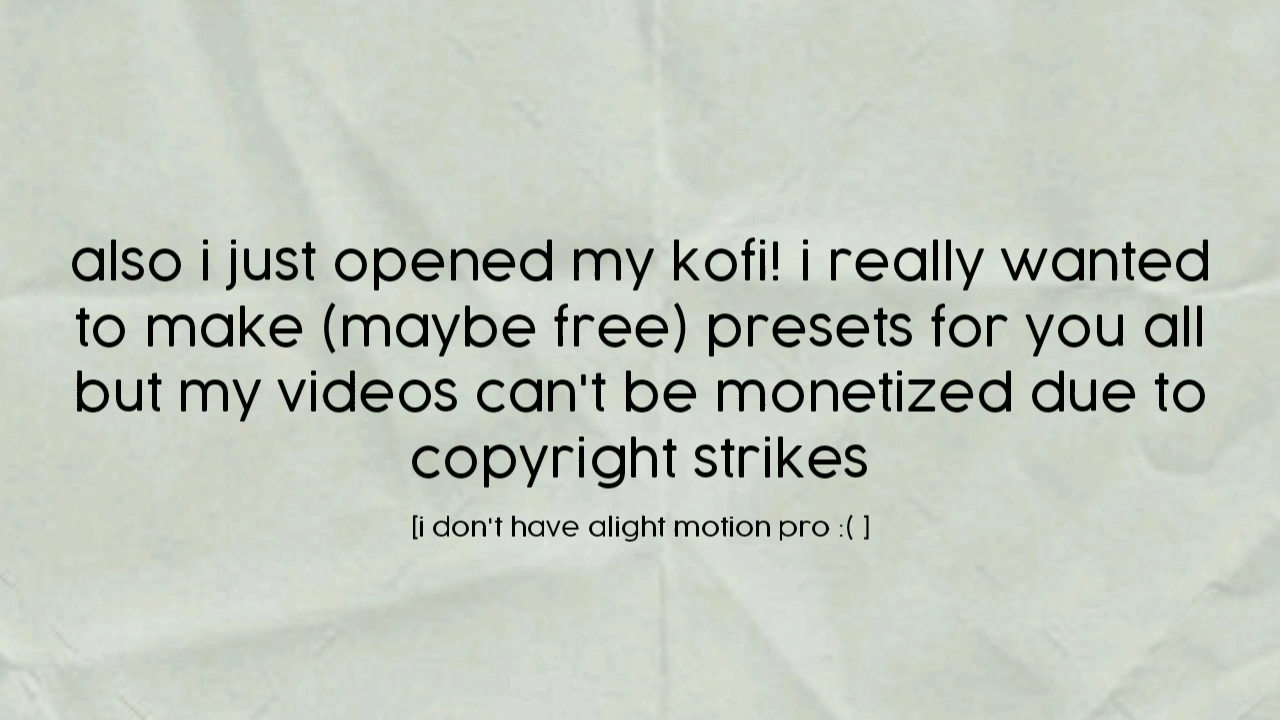 also i just opened my kofi! i really wanted
to make (maybe free) presets for you all
but my videos can't be monetized due to
copyright strikes
[i don't have alight motion pro :( ]